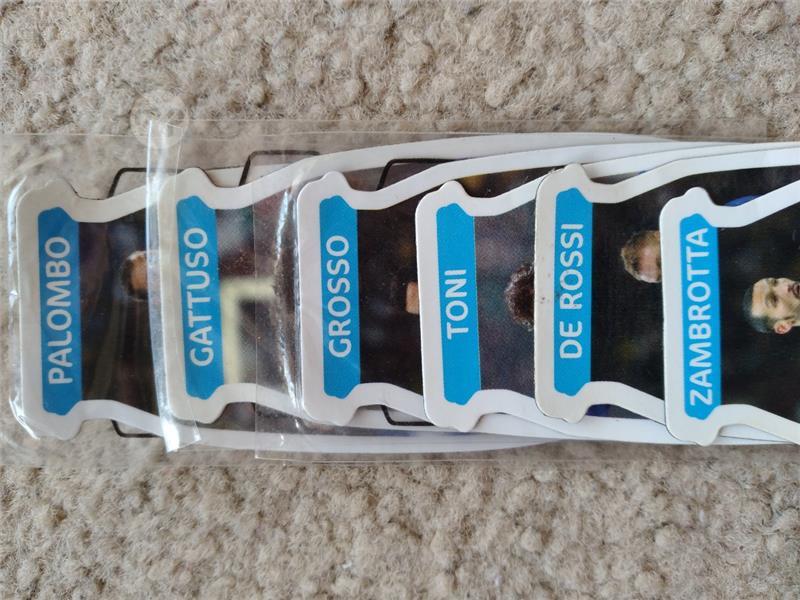 PALOMBO
GATTUSO
GROSSO
TONI
DE ROSSI
ZAMBROTTA